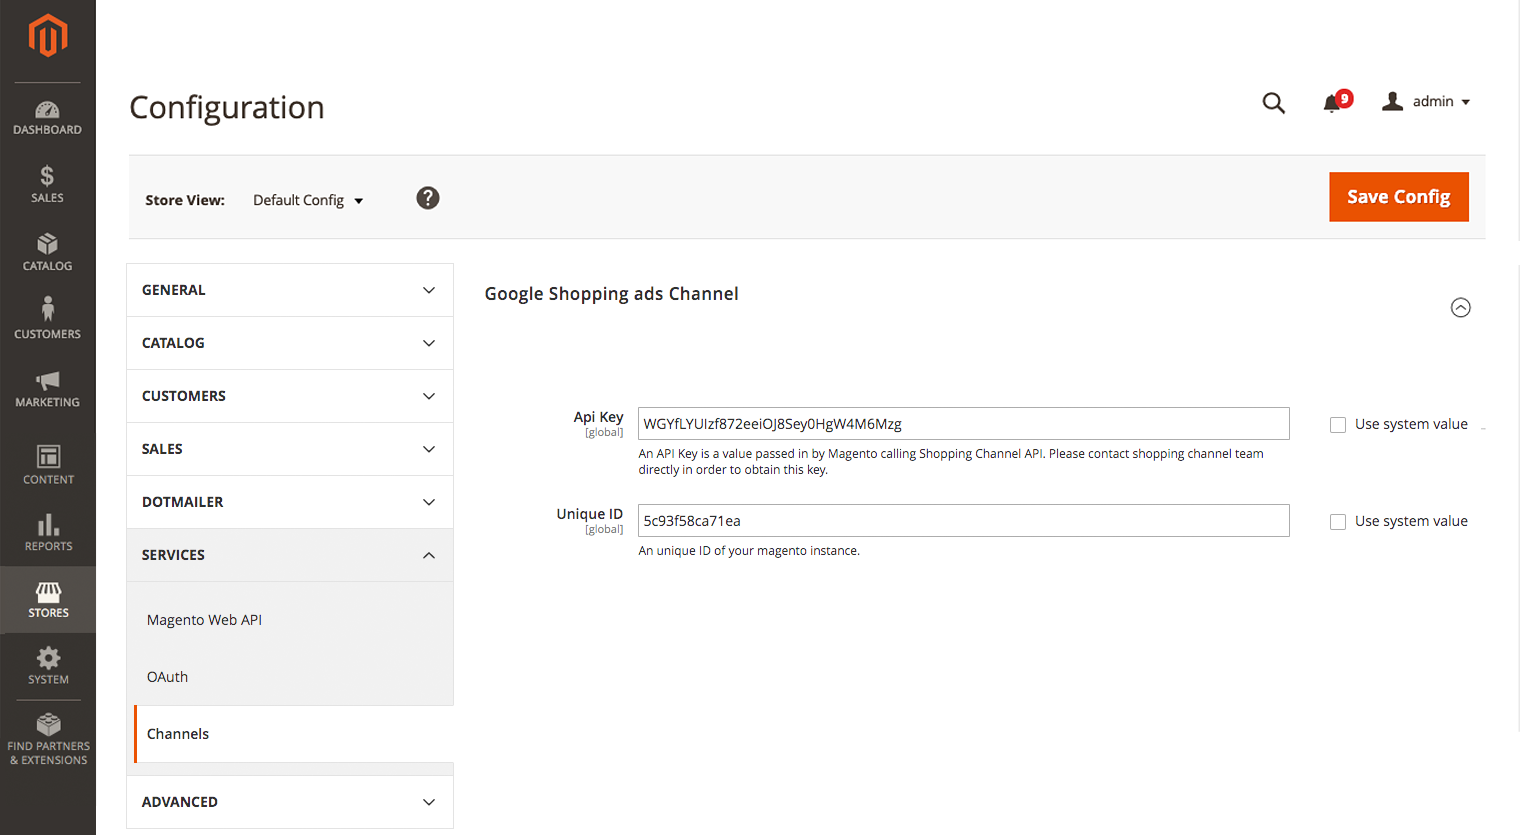 DASHBOARD
SALES
CATALOG
CUSTOMERS
MARKETING
CONTENT
REPORTS
STORES
SYSTEM
FIND PARTNERS
& EXTENSIONS
Configuration
9
admin
Store View:
Default Config
?
Save Config
GENERAL
CATALOG
CUSTOMERS
SALES
DOTMAILER
SERVICES
Magento Web API
OAuth
Channels
ADVANCED
Google Shopping ads Channel
Api Key
[global]
WGYfLYUIzf872eeiOJ8Sey0HgW4M6Mzg
Use system value
An API Key is a value passed in by Magento calling Shopping Channel API. Please contact shopping channel team
directly in order to obtain this key.
Unique ID
[global]
5c93f58ca71ea
Use system value
An unique ID of your magento instance.